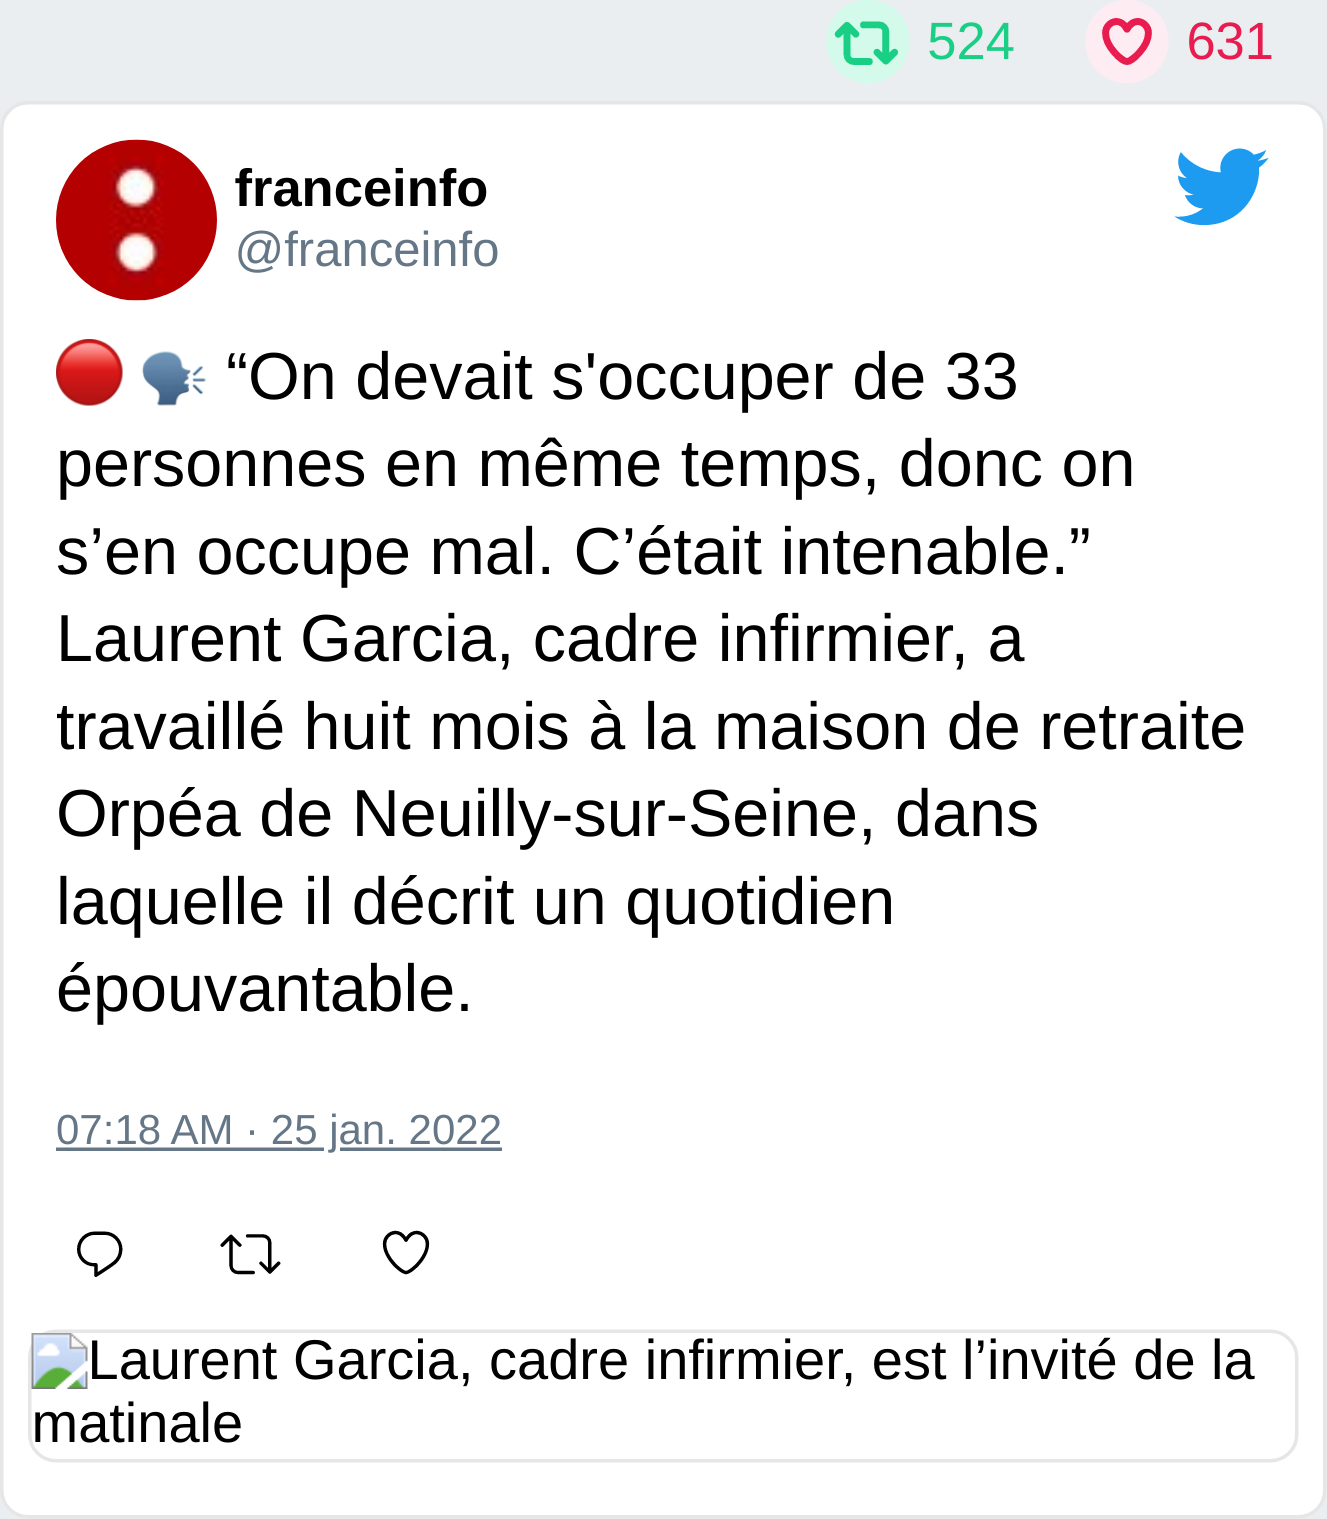 524 631
franceinfo
@franceinfo
🔴 🗣 “On devait s'occuper de 33
personnes en même temps, donc on
s’en occupe mal. C’était intenable.”
Laurent Garcia, cadre infirmier, a
travaillé huit mois à la maison de retraite
Orpéa de Neuilly-sur-Seine, dans
laquelle il décrit un quotidien
épouvantable.
07:18 AM · 25 jan. 2022
Laurent Garcia, cadre infirmier, est l’invité de la
matinale